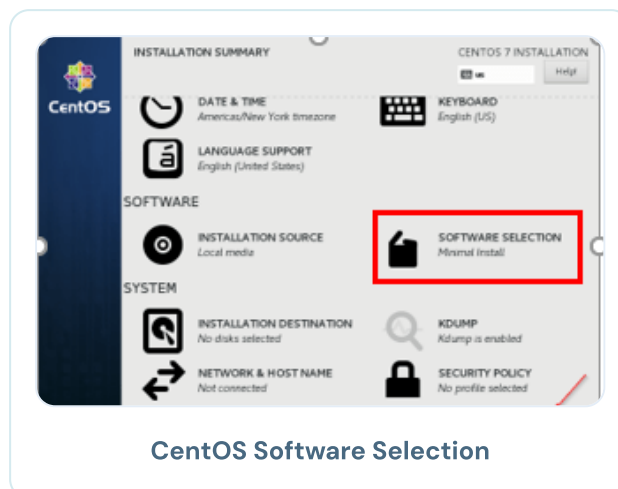 INSTALLATION SUMMARY
CENTOS 7 INSTALLATION
us
Help!
CentOS
DATE & TIME
Americas/New York timezone
KEYBOARD
English (US)
LANGUAGE SUPPORT
English (United States)
SOFTWARE
INSTALLATION SOURCE
Local media
SOFTWARE SELECTION
Minimal Install
SYSTEM
INSTALLATION DESTINATION
No disks selected
KDUMP
Kdump is enabled
NETWORK & HOST NAME
Not connected
SECURITY POLICY
No profile selected
CentOS Software Selection